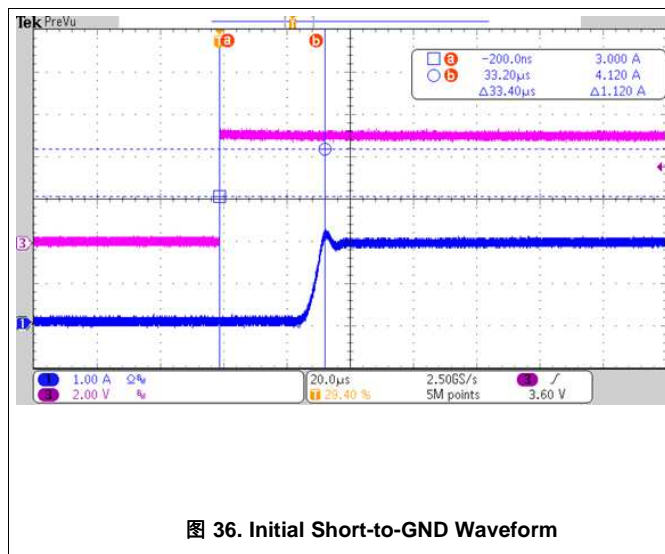 Tek PreVu
T
T a b
a -200.0ns 3.000 A
b 33.20µs 4.120 A
Δ33.40µs Δ1.120 A
3
1
1 1.00 A Ω
3 2.00 V
20.0µs 2.50GS/s 3
T 29.40 % 5M points 3.60 V
图 36. Initial Short-to-GND Waveform